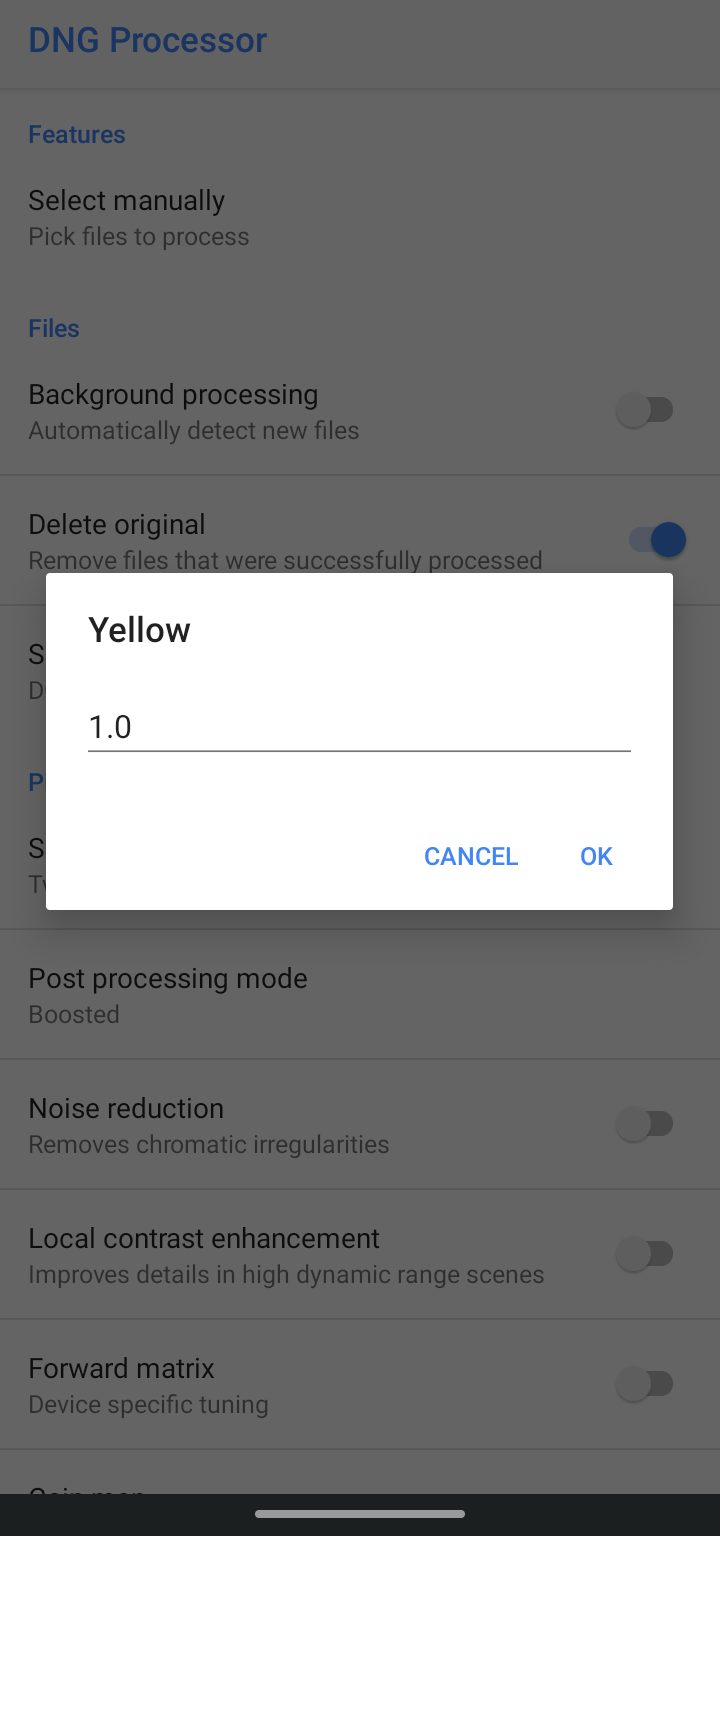 DNG Processor
Features
Select manually
Pick files to process
Files
Background processing
Automatically detect new files
Delete original
Remove files that were successfully processed
Yellow
1.0
CANCEL
OK
Post processing mode
Boosted
Noise reduction
Removes chromatic irregularities
Local contrast enhancement
Improves details in high dynamic range scenes
Forward matrix
Device specific tuning